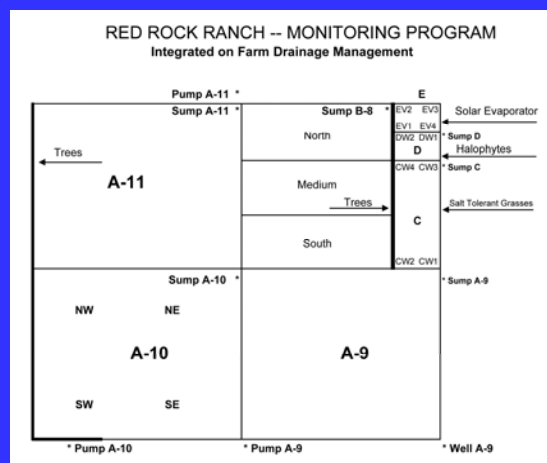 RED ROCK RANCH -- MONITORING PROGRAM
Integrated on Farm Drainage Management
Pump A-11 * E
Sump A-11 * Sump B-8 * EV2 EV3 Solar Evaporator
EV1 EV4
North DW2 DW1 * Sump D
Trees D Halophytes
CW4 CW3 * Sump C
A-11 Medium
Trees Salt Tolerant Grasses
C
South
CW2 CW1
Sump A-10 * * Sump A-9
NW NE
A-10 A-9
SW SE
* Pump A-10 * Pump A-9 * Well A-9